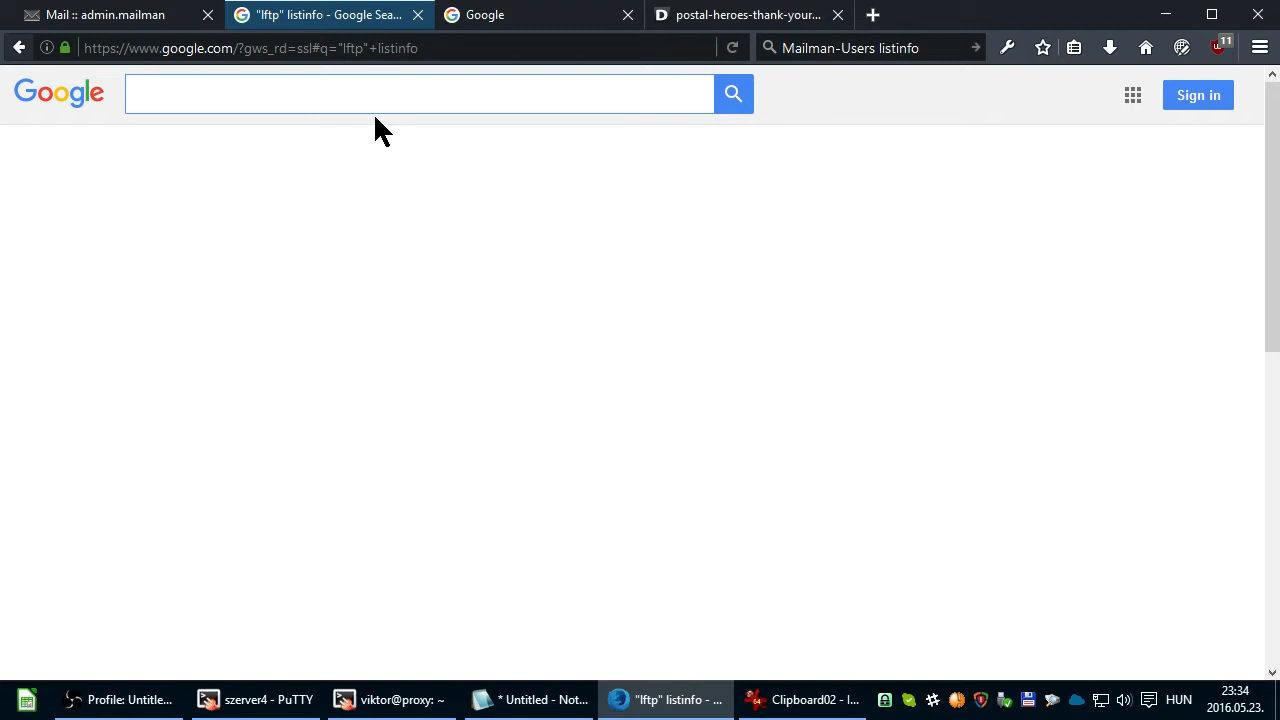 Mail :: admin.mailman
"lftp" listinfo - Google Sea...
Google
postal-heroes-thank-your...
https://www.google.com/?gws_rd=ssl#q="lftp"+listinfo
Mailman-Users listinfo
11
Google
Sign in
Profile: Untitle...
szerver4 - PuTTY
viktor@proxy: ~
* Untitled - Not...
"lftp" listinfo - ...
64
Clipboard02 - I...
HUN
23:34
2016.05.23.